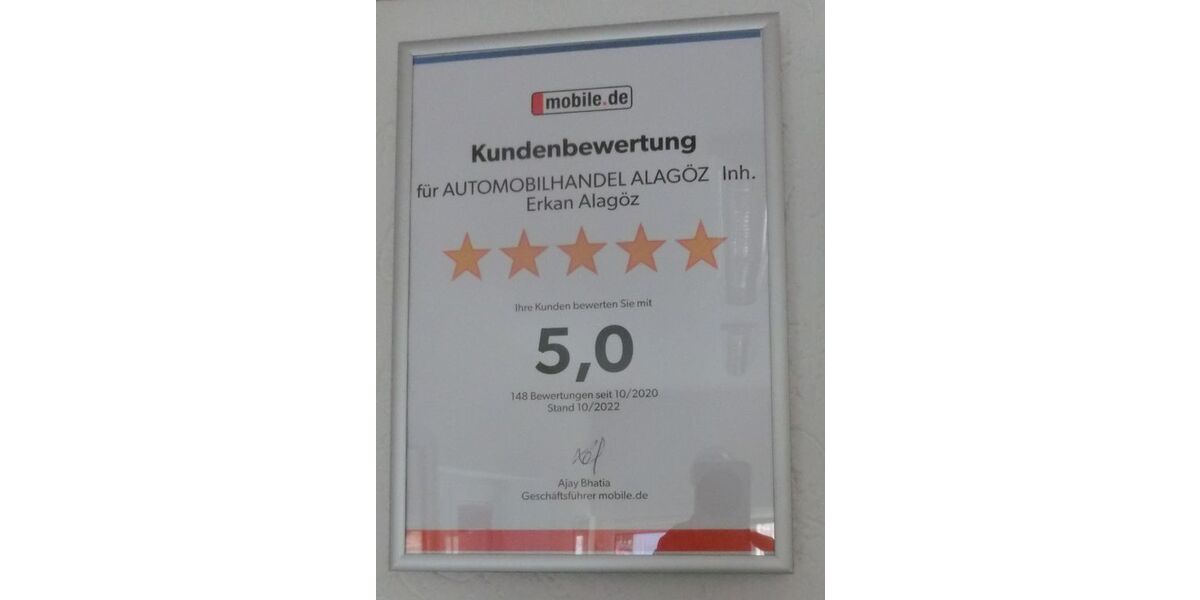 mobile.de
Kundenbewertung
für AUTOMOBILHANDEL ALAGÖZ Inh.
Erkan Alagöz
Ihre Kunden bewerten Sie mit
5,0
148 Bewertungen seit 10/2020
Stand 10/2022
Ajay Bhatia
Geschäftsführer mobile.de